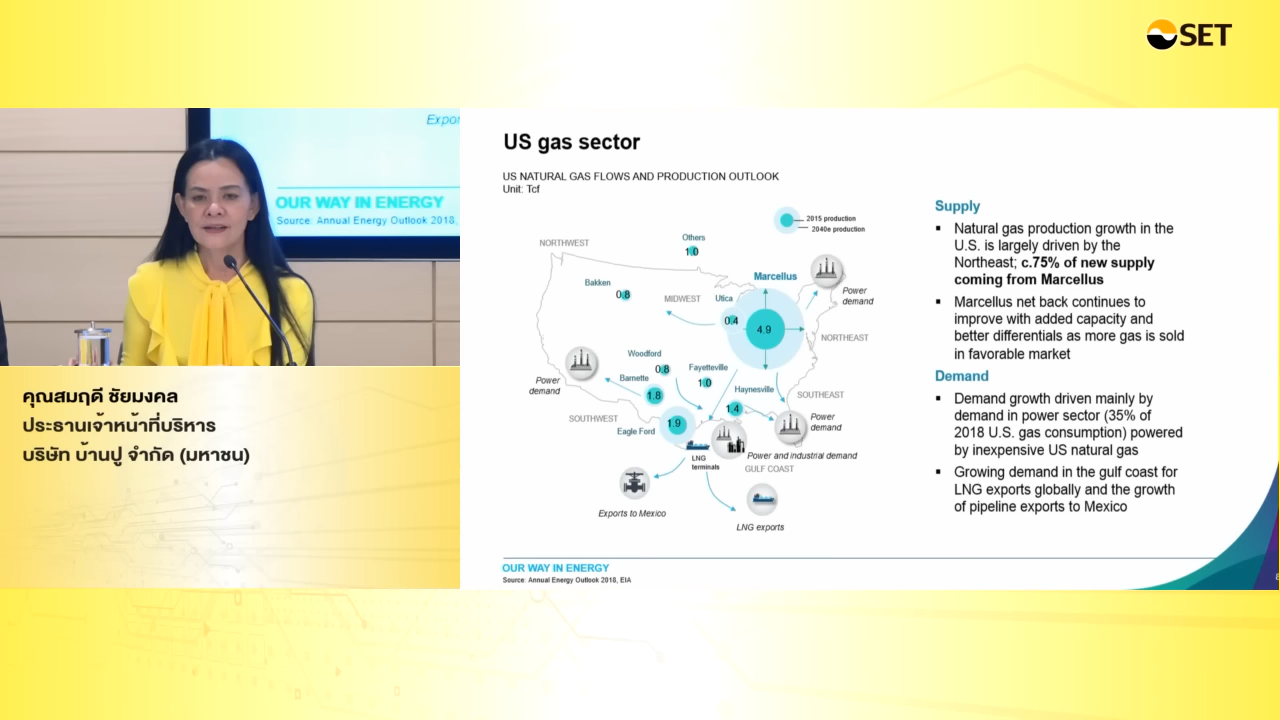 SET
Expor
OUR WAY IN ENERGY
Source: Annual Energy Outlook 2018,
คุณสมฤดี ชัยมงคล
ประธานเจ้าหน้าที่บริหาร
บริษัท บ้านปู จำกัด (มหาชน)
US gas sector
US NATURAL GAS FLOWS AND PRODUCTION OUTLOOK
Unit: Tcf
2015 production
2040e production
NORTHWEST
Others
1.0
Marcellus
Bakken
0.8
MIDWEST
Utica
0.4
4.9
Power
demand
NORTHEAST
Woodford
0.8
Fayetteville
1.0
Barnette
1.8
Haynesville
1.4
Power
demand
SOUTHEAST
SOUTHWEST
Eagle Ford
1.9
Power
demand
LNG
terminals
Power and industrial demand
GULF COAST
Exports to Mexico
LNG exports
Supply
▪ Natural gas production growth in the
U.S. is largely driven by the
Northeast; c.75% of new supply
coming from Marcellus
▪ Marcellus net back continues to
improve with added capacity and
better differentials as more gas is sold
in favorable market
Demand
▪ Demand growth driven mainly by
demand in power sector (35% of
2018 U.S. gas consumption) powered
by inexpensive US natural gas
▪ Growing demand in the gulf coast for
LNG exports globally and the growth
of pipeline exports to Mexico
OUR WAY IN ENERGY
Source: Annual Energy Outlook 2018, EIA